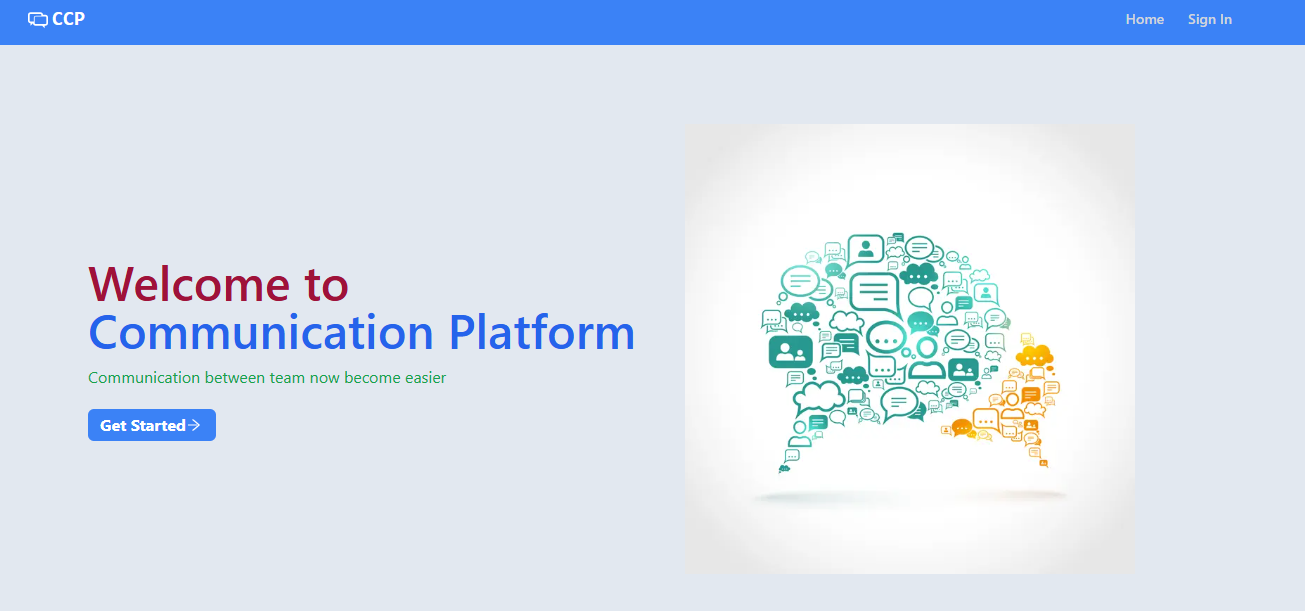 CCP
Home
Sign In
Welcome to
Communication Platform
Communication between team now become easier
Get Started